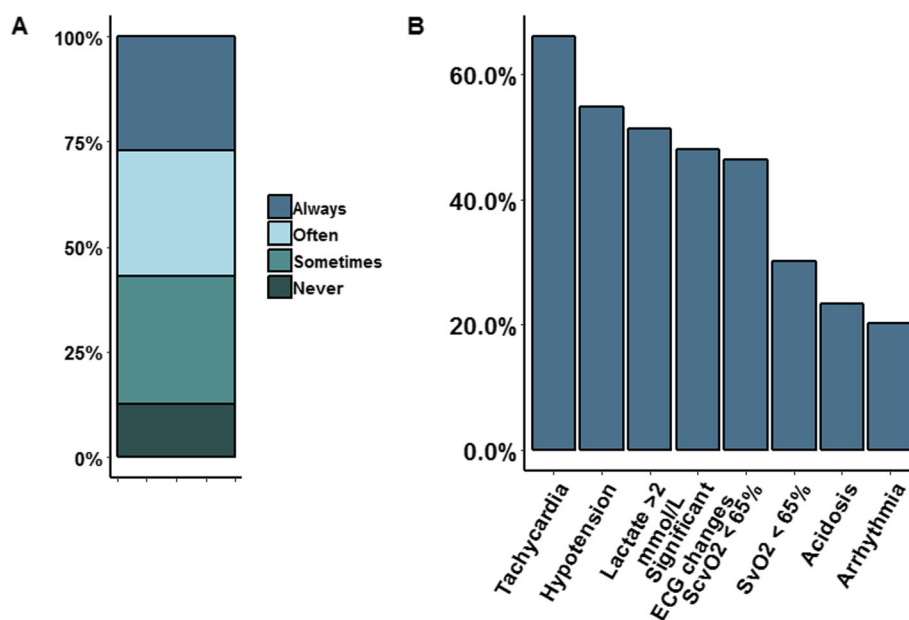 A
100%
75%
50%
25%
0%
Always
Often
Sometimes
Never
B
60.0%
40.0%
20.0%
0.0%
Tachycardia
Hypotension
Lactate >2
mmol/L
Significant
ECG changes
ScvO2 < 65%
SvO2 < 65%
Acidosis
Arrhythmia